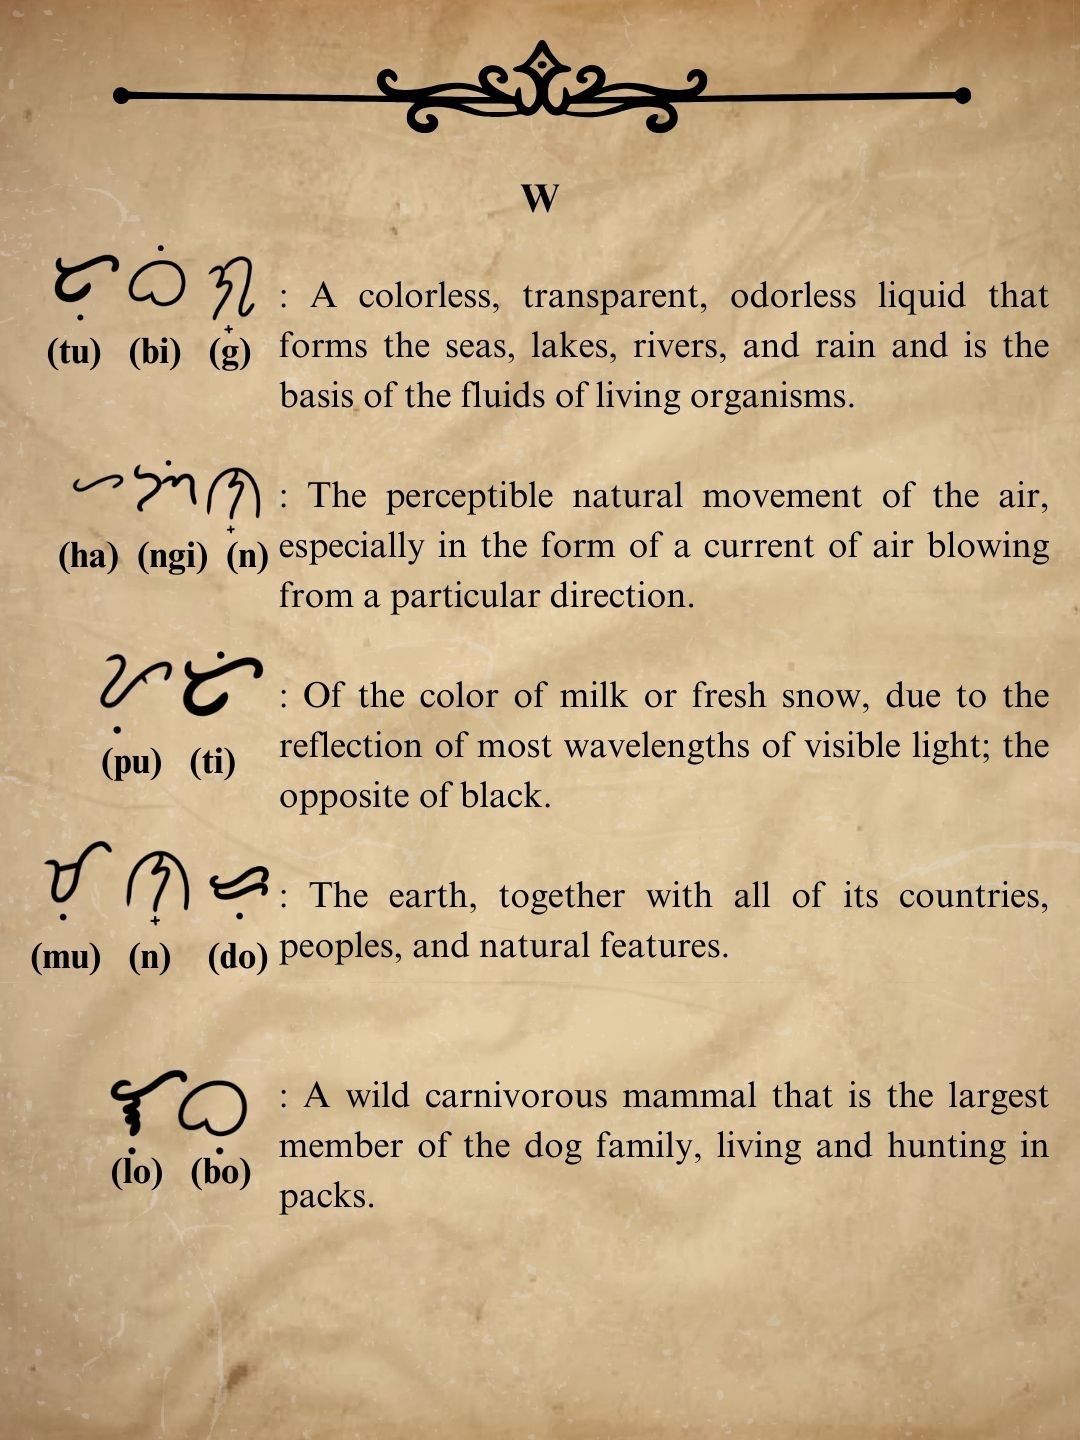 W
ᜆᜓ ᜊᜒ ᜄ᜔ : A colorless, transparent, odorless liquid that
(tu) (bi) (g) forms the seas, lakes, rivers, and rain and is the
basis of the fluids of living organisms.
ᜑ ᜅᜒ ᜈ᜔ : The perceptible natural movement of the air,
(ha) (ngi) (n) especially in the form of a current of air blowing
from a particular direction.
ᜉᜓ ᜆᜒ : Of the color of milk or fresh snow, due to the
(pu) (ti) reflection of most wavelengths of visible light; the
opposite of black.
ᜋᜓ ᜈ᜔ ᜇᜓ : The earth, together with all of its countries,
(mu) (n) (do) peoples, and natural features.
ᜎᜓ ᜊᜓ : A wild carnivorous mammal that is the largest
(lo) (bo) member of the dog family, living and hunting in
packs.